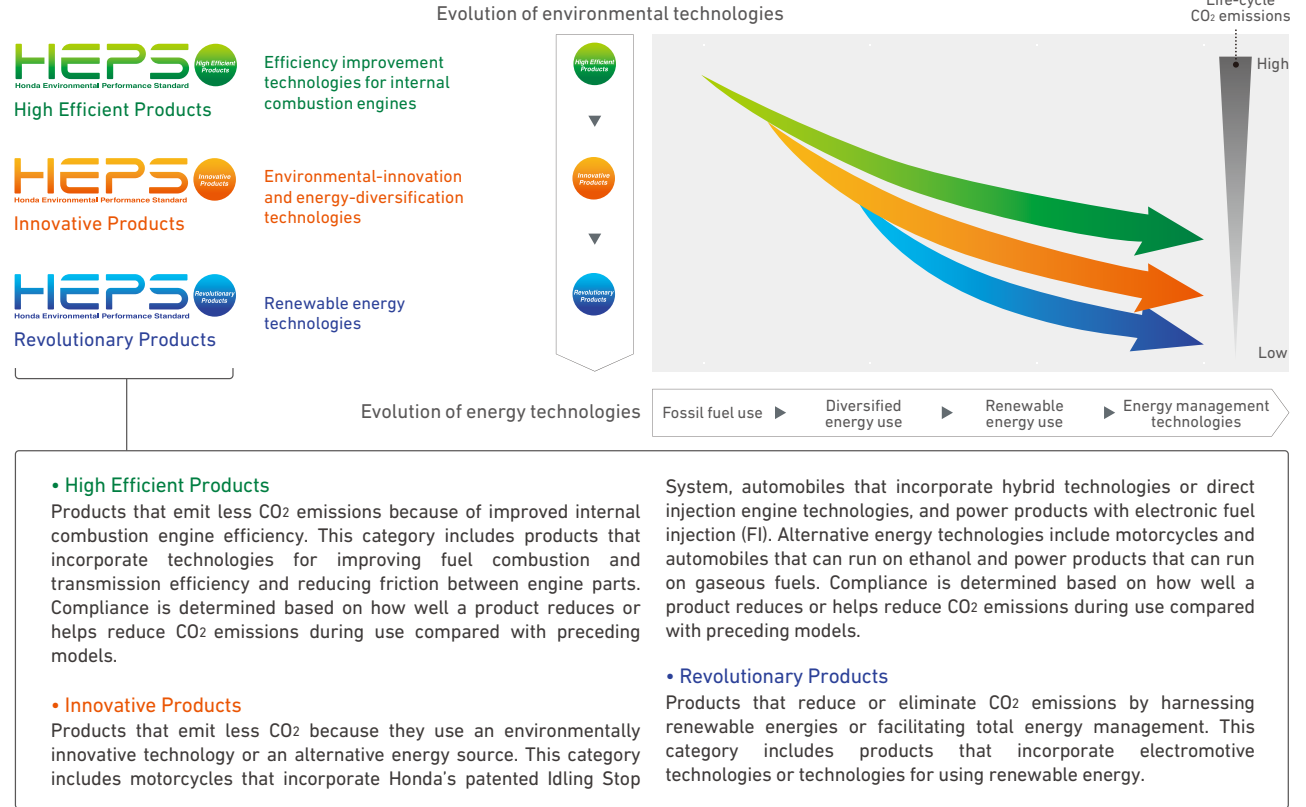 Evolution of environmental technologies
Life-cycle
CO2 emissions
HEPS
High Efficient
Products
Honda Environmental Performance Standard
High Efficient Products
Efficiency improvement
technologies for internal
combustion engines
High Efficient
Products
High
HEPS
Innovative
Products
Honda Environmental Performance Standard
Innovative Products
Environmental-innovation
and energy-diversification
technologies
Innovative
Products
HEPS
Revolutionary
Products
Honda Environmental Performance Standard
Revolutionary Products
Renewable energy
technologies
Revolutionary
Products
Low
Evolution of energy technologies
Fossil fuel use
Diversified
energy use
Renewable
energy use
Energy management
technologies
• High Efficient Products
Products that emit less CO2 emissions because of improved internal
combustion engine efficiency. This category includes products that
incorporate technologies for improving fuel combustion and
transmission efficiency and reducing friction between engine parts.
Compliance is determined based on how well a product reduces or
helps reduce CO2 emissions during use compared with preceding
models.
• Innovative Products
Products that emit less CO2 because they use an environmentally
innovative technology or an alternative energy source. This category
includes motorcycles that incorporate Honda's patented Idling Stop
System, automobiles that incorporate hybrid technologies or direct
injection engine technologies, and power products with electronic fuel
injection (FI). Alternative energy technologies include motorcycles and
automobiles that can run on ethanol and power products that can run
on gaseous fuels. Compliance is determined based on how well a
product reduces or helps reduce CO2 emissions during use compared
with preceding models.
• Revolutionary Products
Products that reduce or eliminate CO2 emissions by harnessing
renewable energies or facilitating total energy management. This
category includes products that incorporate electromotive
technologies or technologies for using renewable energy.